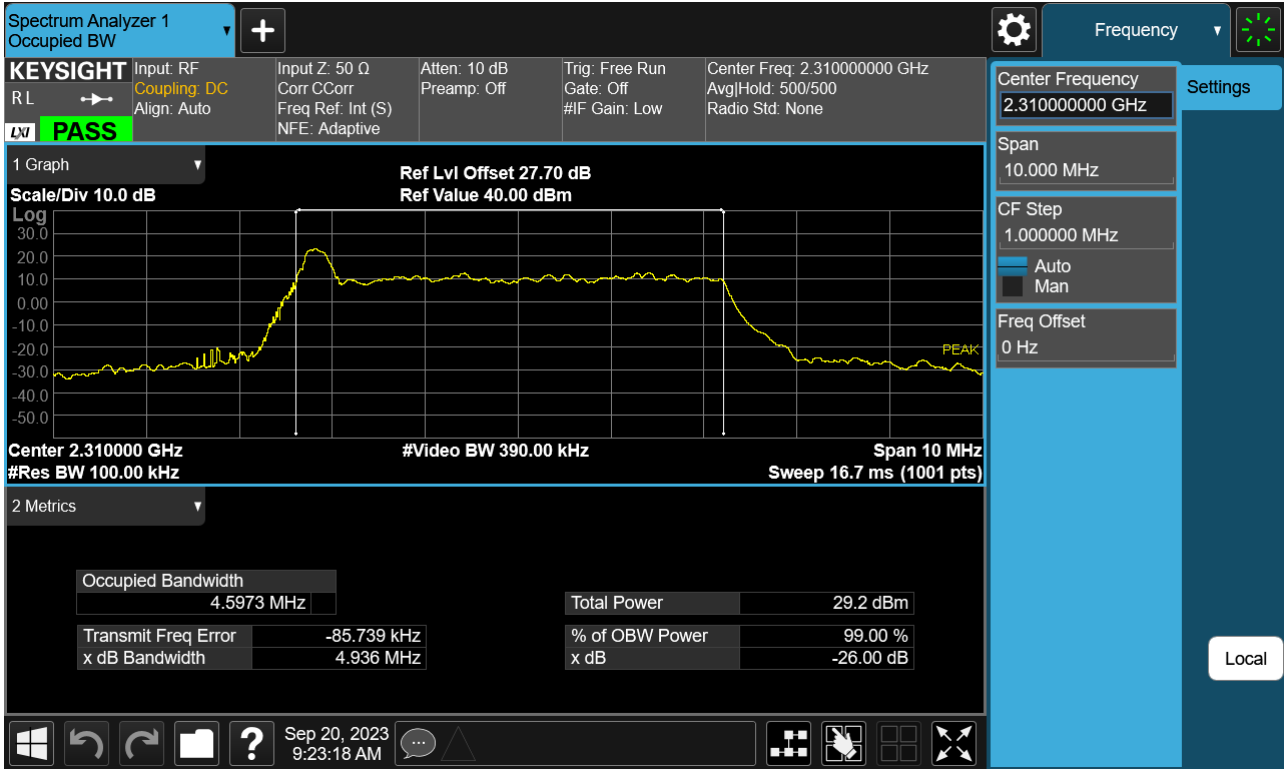 Spectrum Analyzer 1
Occupied BW
Frequency
KEYSIGHT
R L
LXI
PASS
Input: RF
Coupling: DC
Align: Auto
Input Z: 50 Ω
Corr CCorr
Freq Ref: Int (S)
NFE: Adaptive
Atten: 10 dB
Preamp: Off
Trig: Free Run
Gate: Off
#IF Gain: Low
Center Freq: 2.310000000 GHz
Avg|Hold: 500/500
Radio Std: None
Center Frequency
2.310000000 GHz
Settings
Span
10.000 MHz
CF Step
1.000000 MHz
Auto
Man
Freq Offset
0 Hz
Local
1 Graph
Scale/Div 10.0 dB
Ref Lvl Offset 27.70 dB
Ref Value 40.00 dBm
Log
30.0
20.0
10.0
0.00
-10.0
-20.0
-30.0
-40.0
-50.0
PEAK
Center 2.310000 GHz
#Video BW 390.00 kHz
Span 10 MHz
#Res BW 100.00 kHz
Sweep 16.7 ms (1001 pts)
2 Metrics
Occupied Bandwidth
4.5973 MHz
Total Power 29.2 dBm
Transmit Freq Error -85.739 kHz
% of OBW Power 99.00 %
x dB Bandwidth 4.936 MHz
x dB -26.00 dB
?
Sep 20, 2023
9:23:18 AM